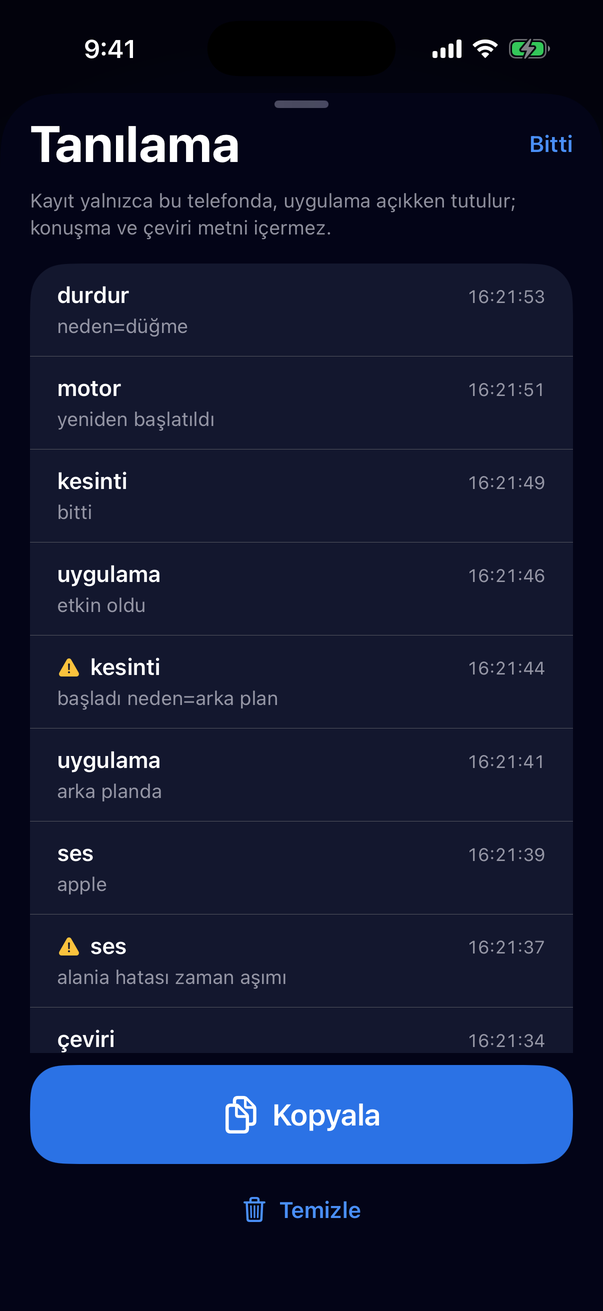 9:41
Tanılama
Bitti
Kayıt yalnızca bu telefonda, uygulama açıkken tutulur;
konuşma ve çeviri metni içermez.
durdur
16:21:53
neden=düğme
motor
16:21:51
yeniden başlatıldı
kesinti
16:21:49
bitti
uygulama
16:21:46
etkin oldu
kesinti
16:21:44
başladı neden=arka plan
uygulama
16:21:41
arka planda
ses
16:21:39
apple
ses
16:21:37
alania hatası zaman aşımı
çeviri
16:21:34
Kopyala
Temizle